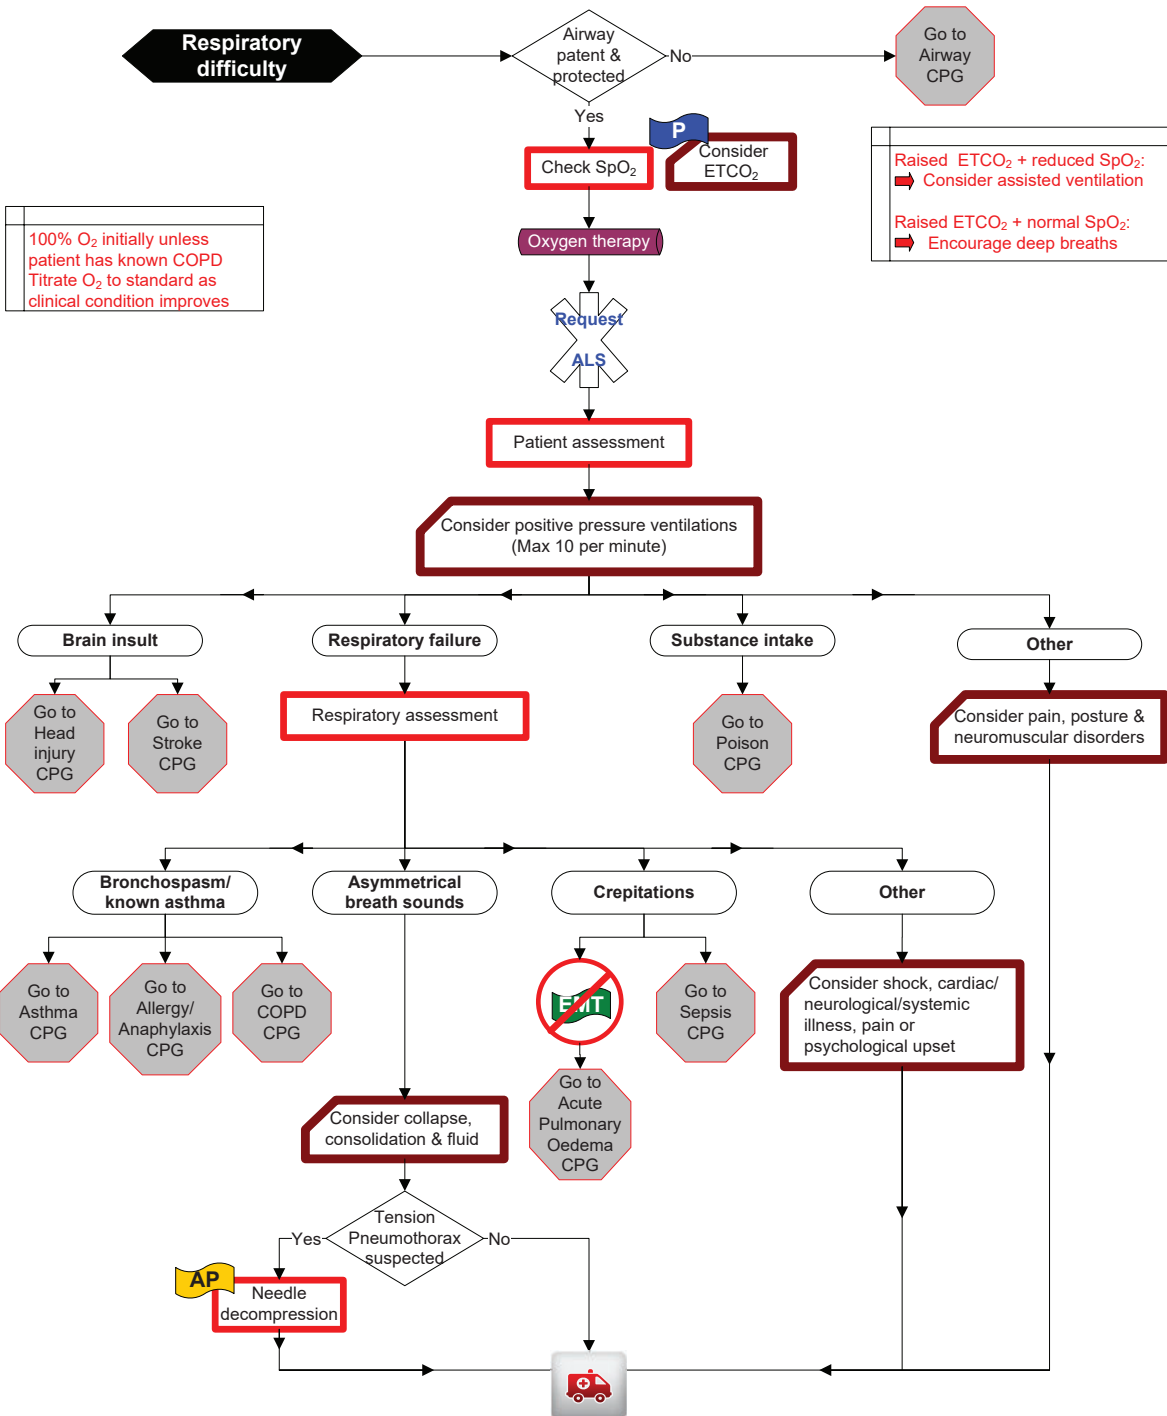 Respiratory
difficulty
Airway
patent &
protected
No
Go to
Airway
CPG
Yes
P
Consider
ETCO₂
Check SpO₂
Raised ETCO₂ + reduced SpO₂:
Consider assisted ventilation
Raised ETCO₂ + normal SpO₂:
Encourage deep breaths
100% O₂ initially unless
patient has known COPD
Titrate O₂ to standard as
clinical condition improves
Oxygen therapy
Request
ALS
Patient assessment
Consider positive pressure ventilations
(Max 10 per minute)
Brain insult
Respiratory failure
Substance intake
Other
Go to
Head
injury
CPG
Go to
Stroke
CPG
Respiratory assessment
Go to
Poison
CPG
Consider pain, posture &
neuromuscular disorders
Bronchospasm/
known asthma
Asymmetrical
breath sounds
Crepitations
Other
Go to
Asthma
CPG
Go to
Allergy/
Anaphylaxis
CPG
Go to
COPD
CPG
EMT
Go to
Sepsis
CPG
Consider shock, cardiac/
neurological/systemic
illness, pain or
psychological upset
Go to
Acute
Pulmonary
Oedema
CPG
Consider collapse,
consolidation & fluid
Tension
Pneumothorax
suspected
Yes
No
AP
Needle
decompression